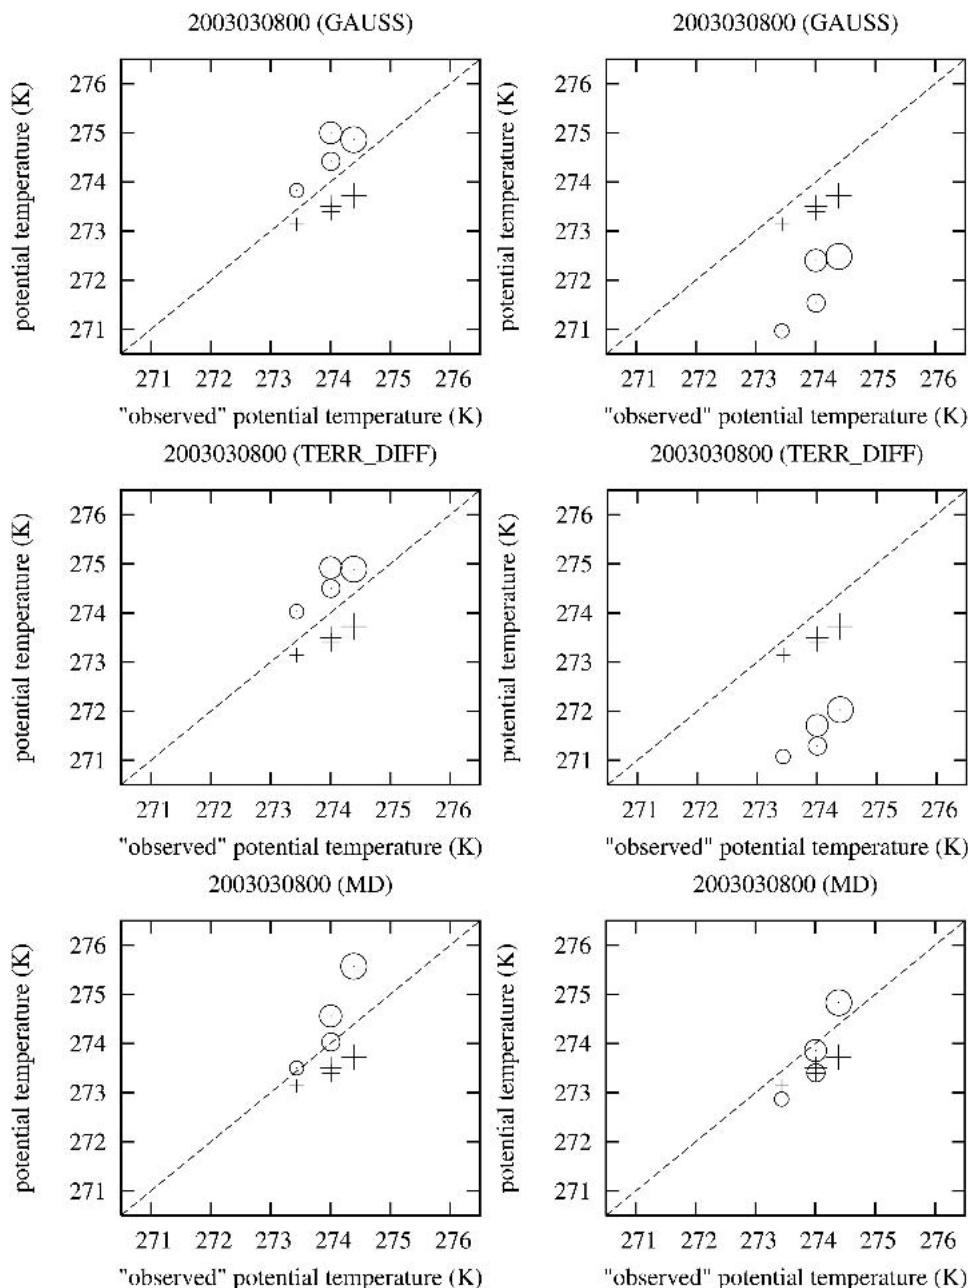 2003030800 (GAUSS)
276
275
274
273
272
271
potential temperature (K)
271 272 273 274 275 276
"observed" potential temperature (K)
2003030800 (GAUSS)
276
275
274
273
272
271
potential temperature (K)
271 272 273 274 275 276
"observed" potential temperature (K)
2003030800 (TERR_DIFF)
276
275
274
273
272
271
potential temperature (K)
271 272 273 274 275 276
"observed" potential temperature (K)
2003030800 (TERR_DIFF)
276
275
274
273
272
271
potential temperature (K)
271 272 273 274 275 276
"observed" potential temperature (K)
2003030800 (MD)
276
275
274
273
272
271
potential temperature (K)
271 272 273 274 275 276
"observed" potential temperature (K)
2003030800 (MD)
276
275
274
273
272
271
potential temperature (K)
271 272 273 274 275 276
"observed" potential temperature (K)